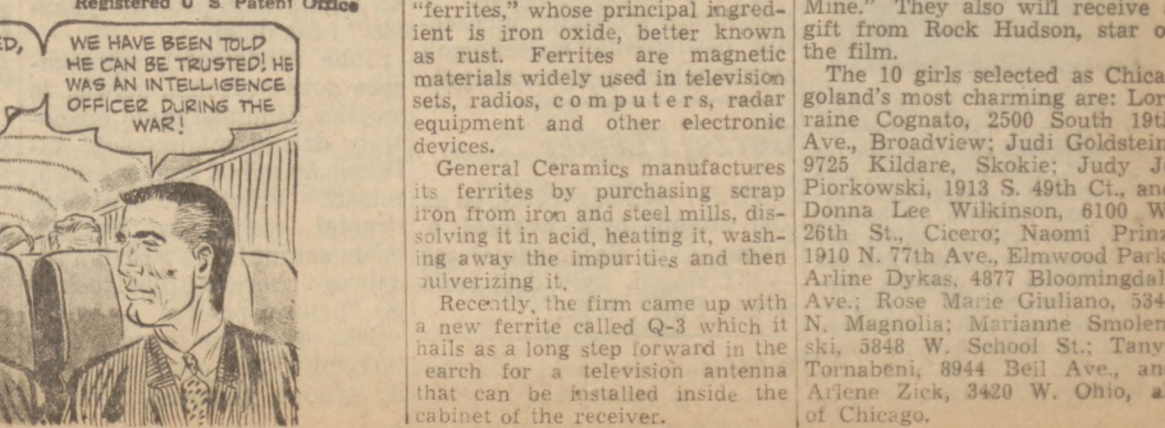 Registered U S. Patent Office
ED,
WE HAVE BEEN TOLD
HE CAN BE TRUSTED! HE
WAS AN INTELLIGENCE
OFFICER DURING THE
WAR!
"ferrites," whose principal ingred-
ient is iron oxide, better known
as rust. Ferrites are magnetic
materials widely used in television
sets, radios, computers, radar
equipment and other electronic
devices.
General Ceramics manufactures
its ferrites by purchasing scrap
iron from iron and steel mills, dis-
solving it in acid, heating it, wash-
ing away the impurities and then
pulverizing it.
Recently, the firm came up with
a new ferrite called Q-3 which it
hails as a long step forward in the
earch for a television antenna
that can be installed inside the
cabinet of the receiver.
Mine." They also will receive
gift from Rock Hudson, star o
the film.
The 10 girls selected as Chica
goland's most charming are: Lor
raine Cognato, 2500 South 19th
Ave., Broadview; Judi Goldstein
9725 Kildare, Skokie; Judy J.
Piorkowski, 1913 S. 49th Ct., and
Donna Lee Wilkinson, 6100 W.
26th St., Cicero; Naomi Prinz
1910 N. 77th Ave., Elmwood Park
Arline Dykas, 4877 Bloomingdal
Ave.; Rose Marie Giuliano, 534
N. Magnolia; Marianne Smolen
ski, 5848 W. School St.; Tany
Tornabeni, 8944 Bell Ave., an
Arlene Zick, 3420 W. Ohio, a
of Chicago.